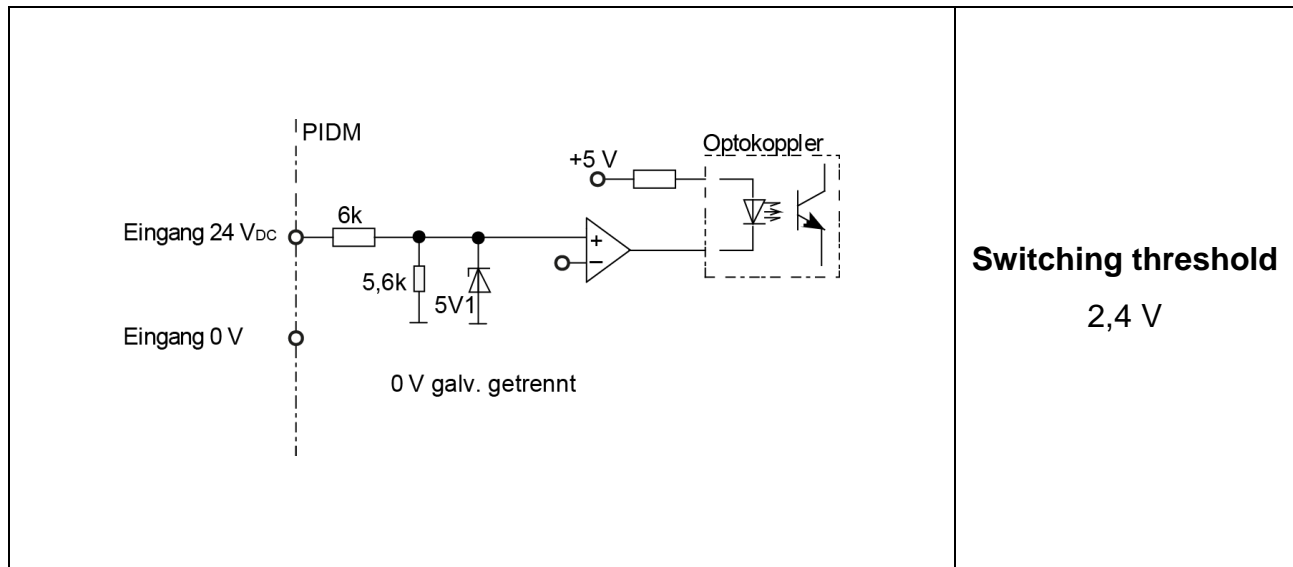 PIDM
Optokoppler
+5 V
6k
Eingang 24 VDC
+
−
5,6k
5V1
Eingang 0 V
0 V galv. getrennt
Switching threshold
2,4 V